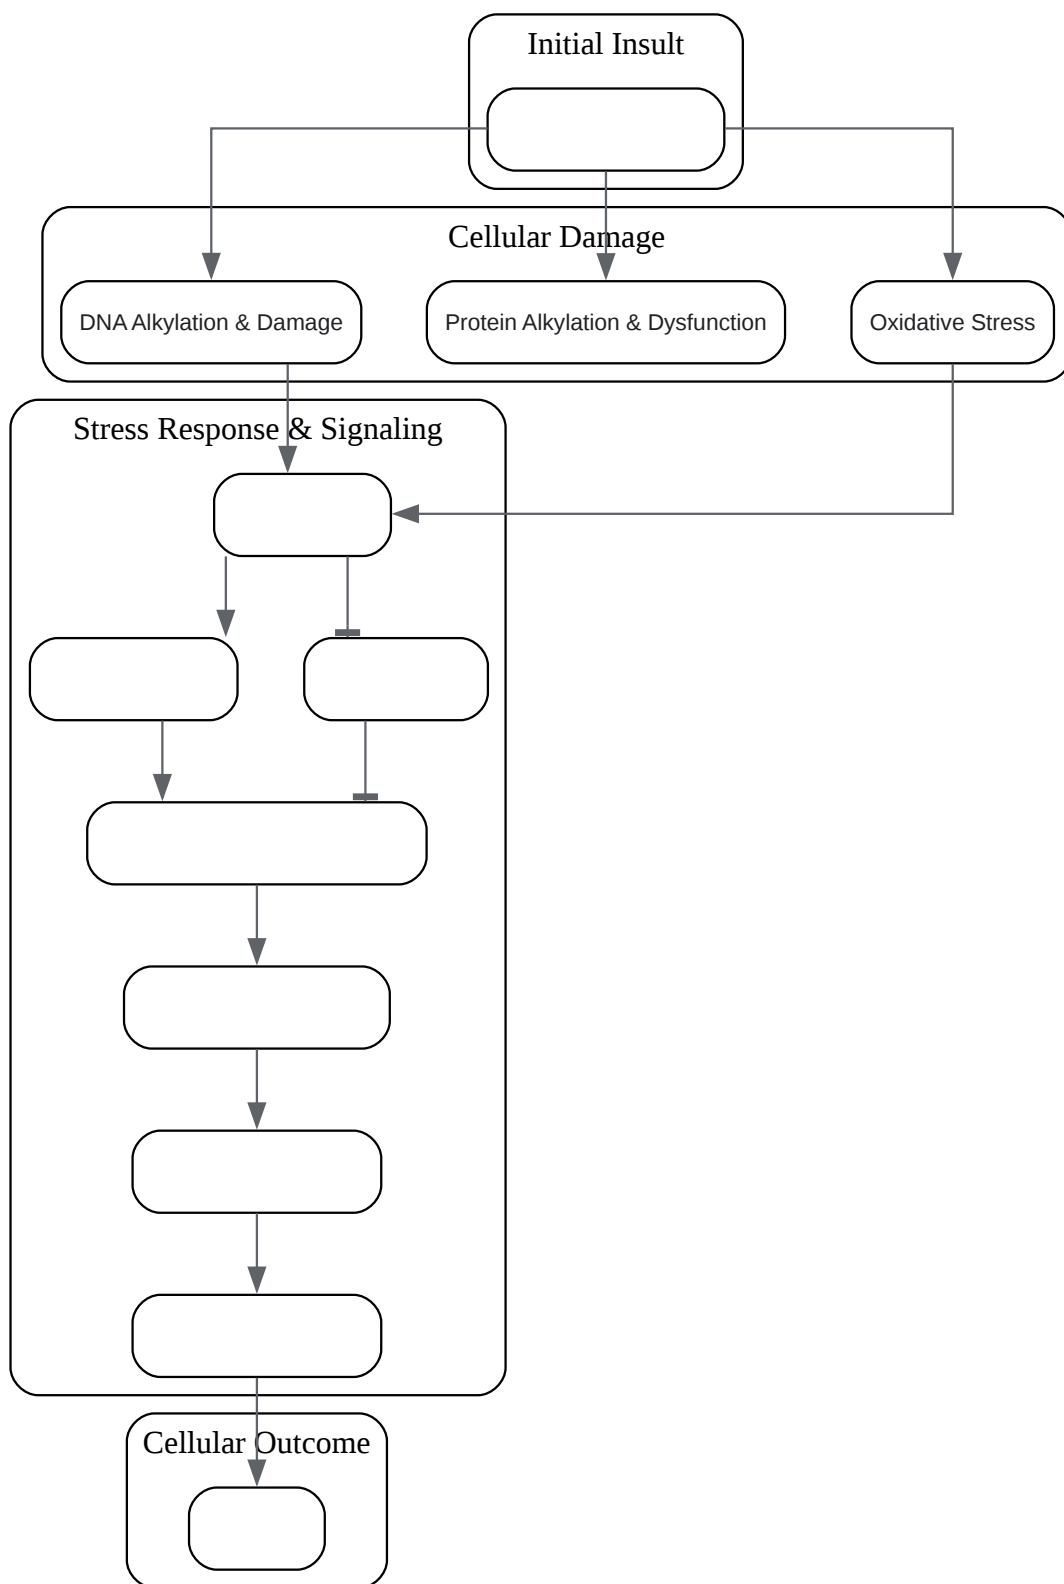 Initial Insult
Cellular Damage
DNA Alkylation & Damage
Protein Alkylation & Dysfunction
Oxidative Stress
Stress Response & Signaling
Cellular Outcome